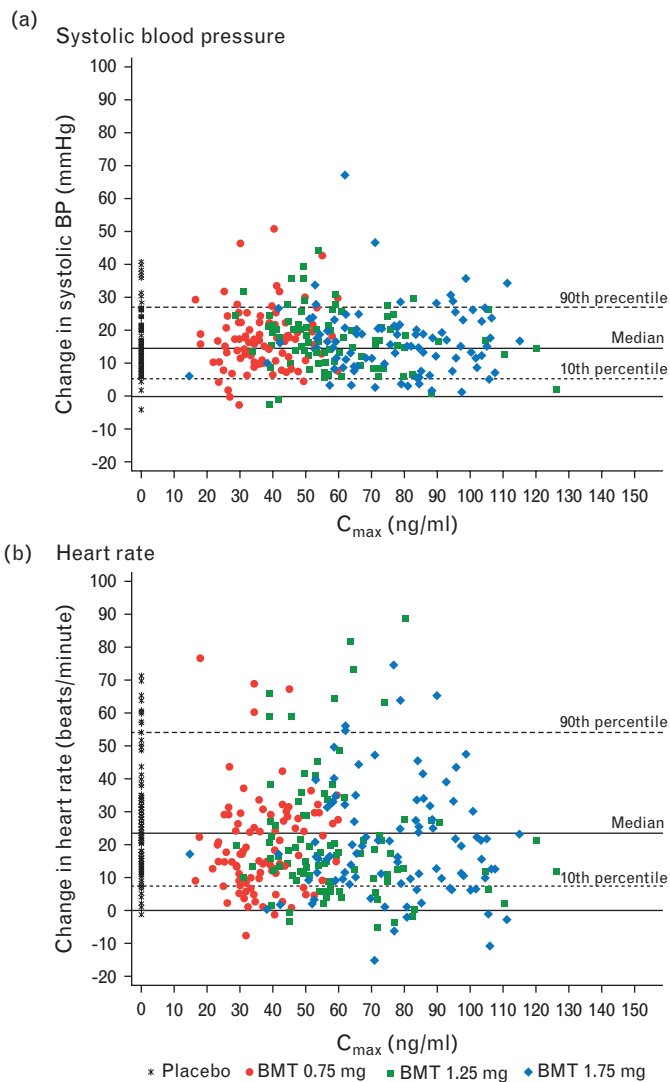 (a)
Systolic blood pressure
100
90
80
70
60
50
40
30
20
10
0
-10
-20
Change in systolic BP (mmHg)
90th precentile
Median
10th percentile
0 10 20 30 40 50 60 70 80 90 100 110 120 130 140 150
Cmax (ng/ml)
(b) Heart rate
100
90
80
70
60
50
40
30
20
10
0
-10
-20
Change in heart rate (beats/minute)
90th percentile
Median
10th percentile
0 10 20 30 40 50 60 70 80 90 100 110 120 130 140 150
Cmax (ng/ml)
Placebo BMT 0.75 mg BMT 1.25 mg BMT 1.75 mg